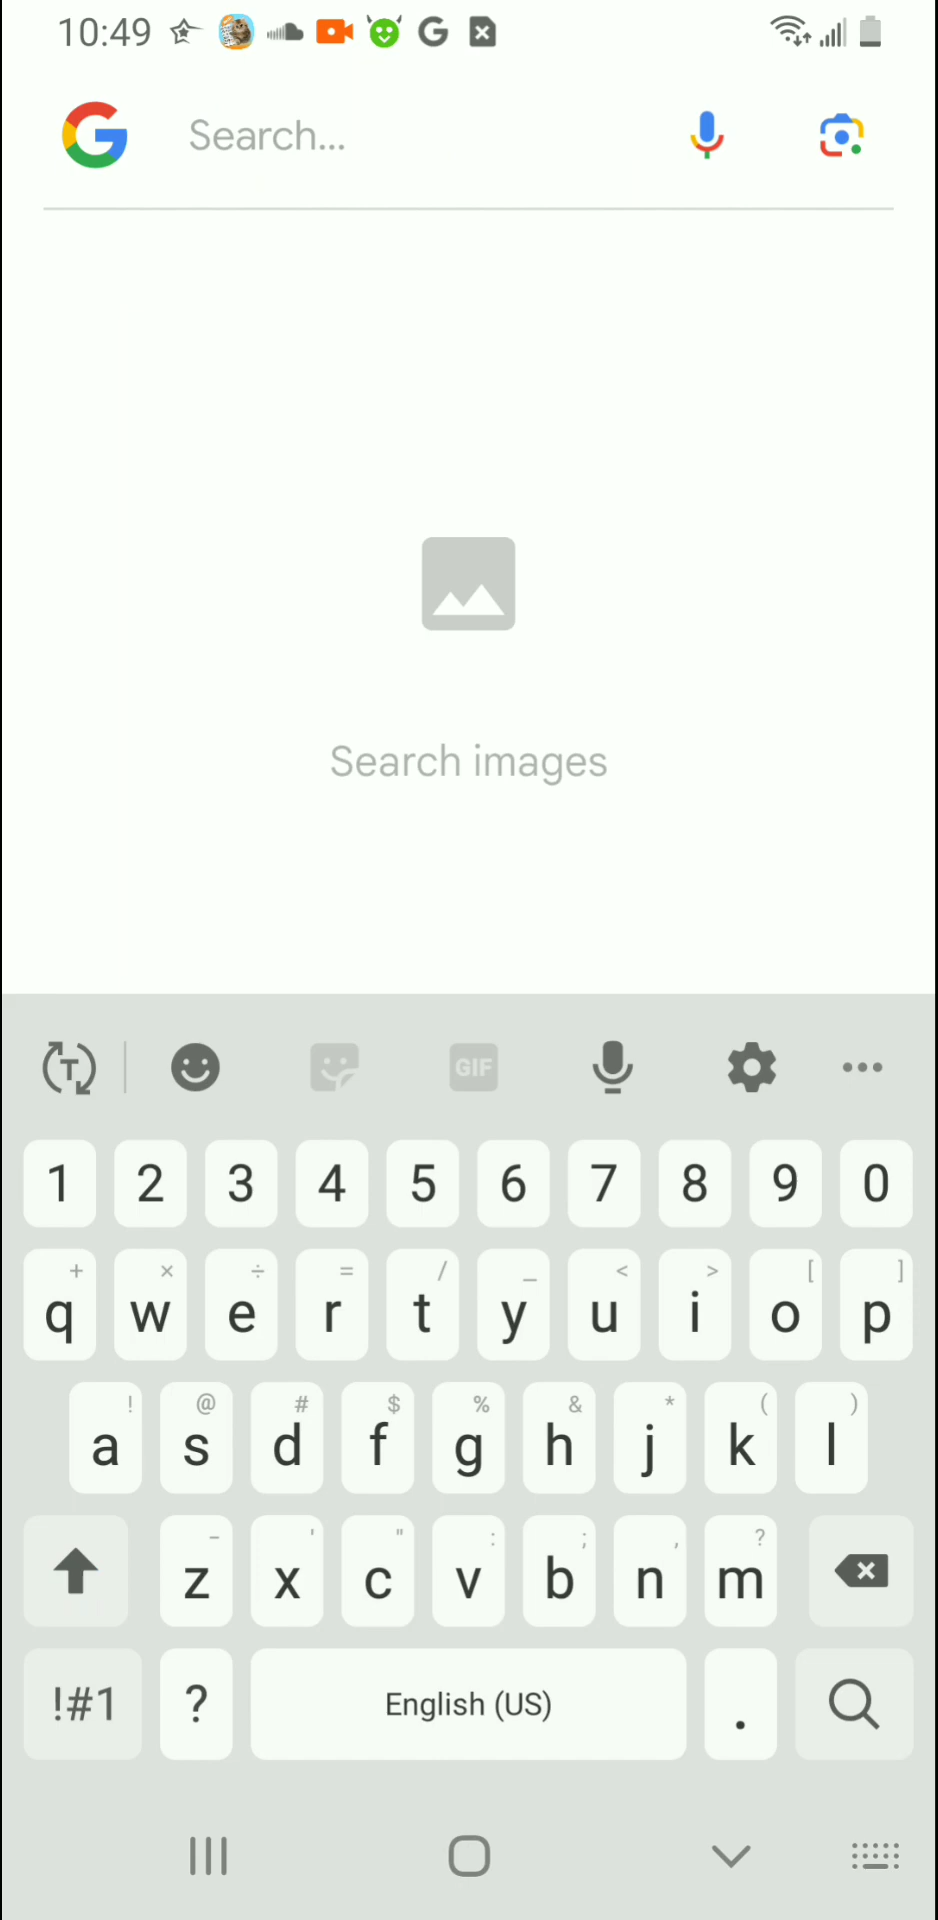 10:49
Search...
Search images
T GIF
1 2 3 4 5 6 7 8 9 0
+ × ÷ = / _ < > [ ]
q w e r t y u i o p
! @ # $ % & * ( )
a s d f g h j k l
- ' " : ; , ?
z x c v b n m
!#1 ? English (US) .